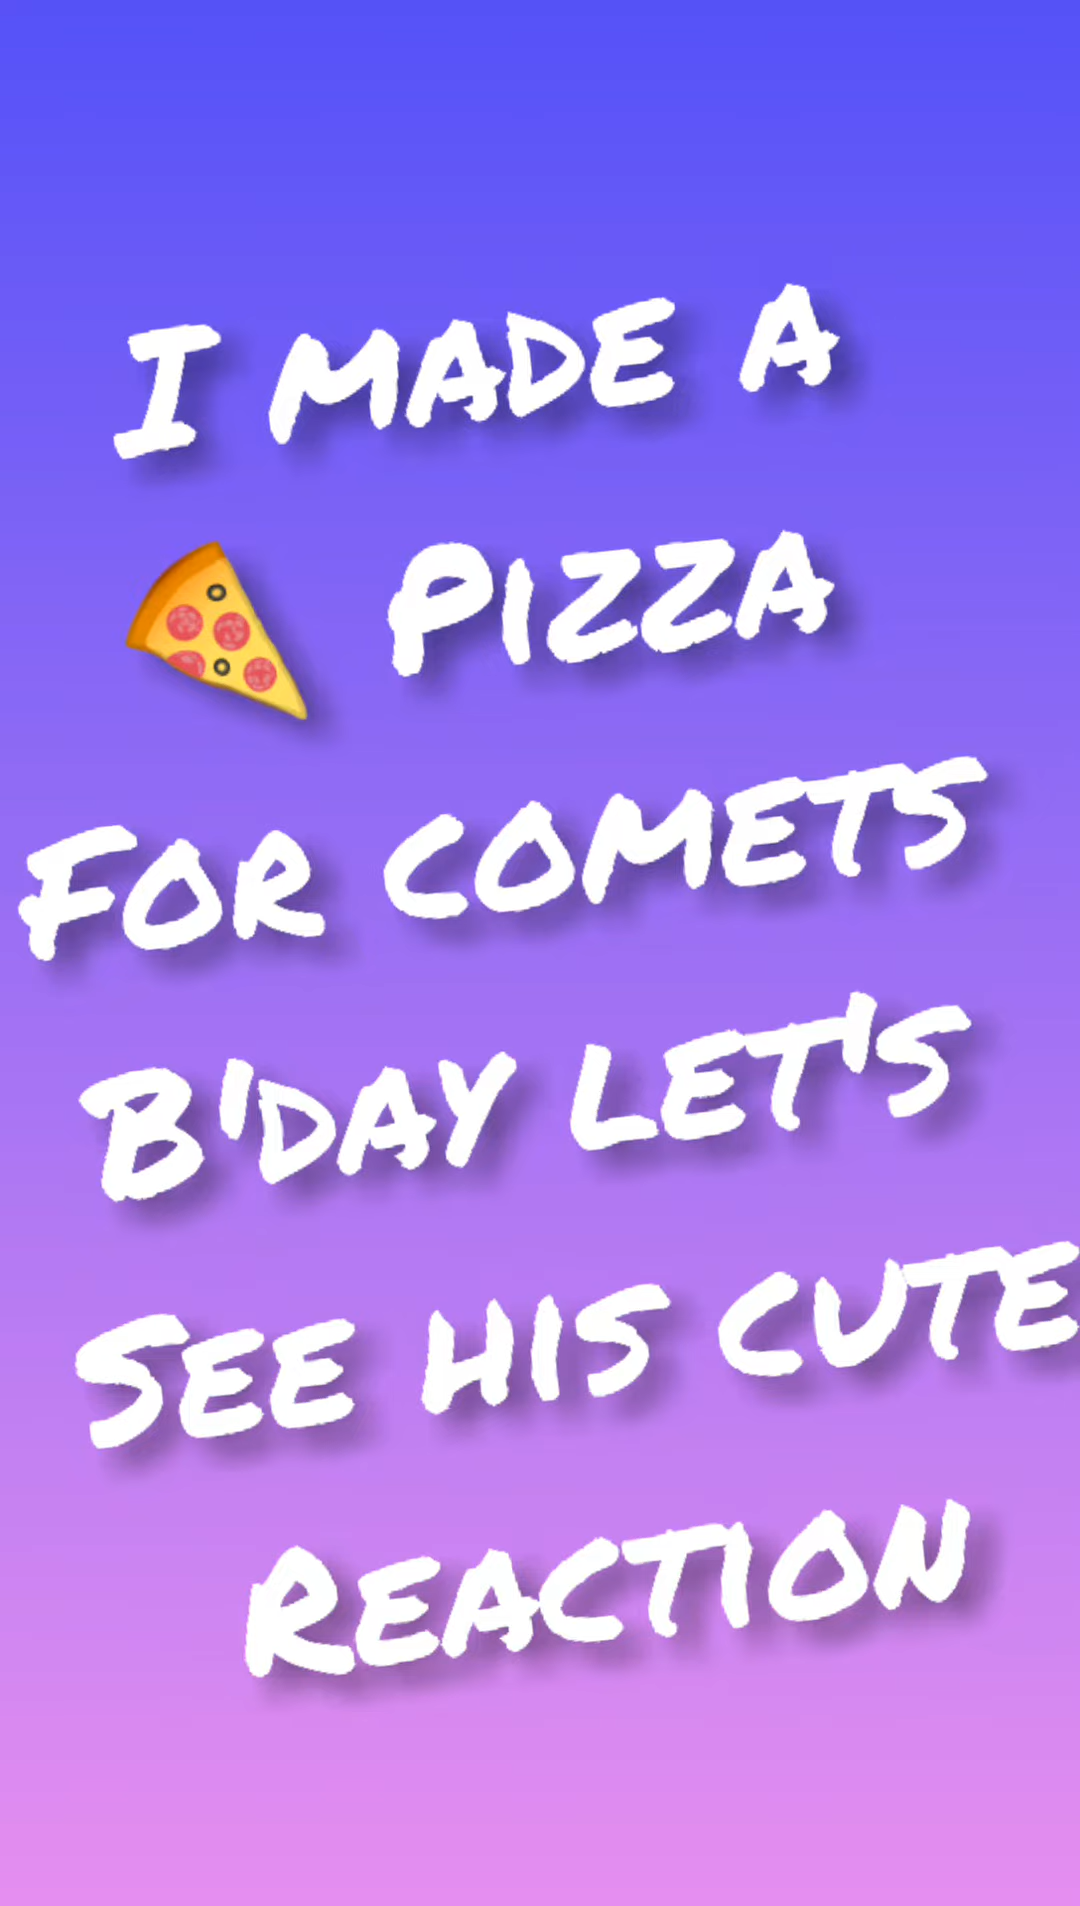 I made a
🍕 Pizza
For comets
B'day let's
See his cute
Reaction